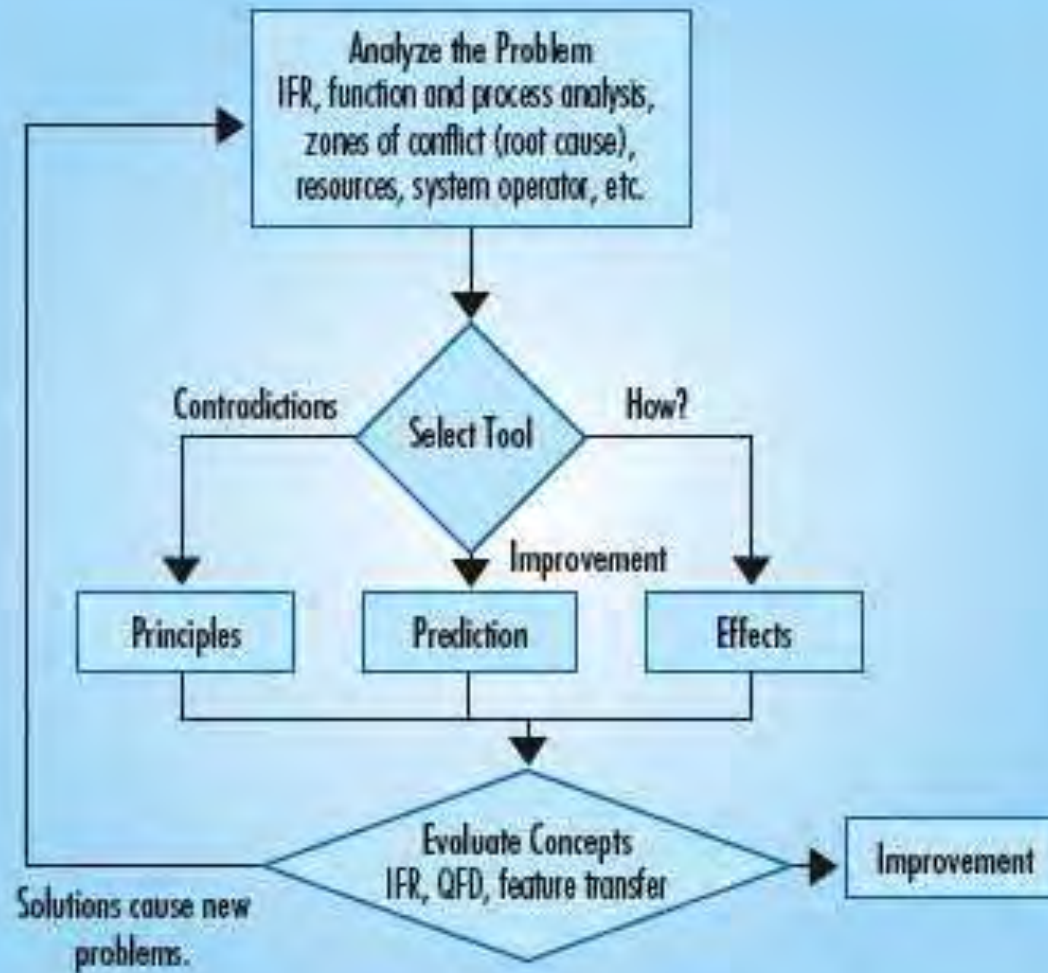 Analyze the Problem
IFR, function and process analysis,
zones of conflict (root cause),
resources, system operator, etc.
Contradictions
Select Tool
How?
Improvement
Principles
Prediction
Effects
Evaluate Concepts
IFR, QFD, feature transfer
Improvement
Solutions cause new
problems.